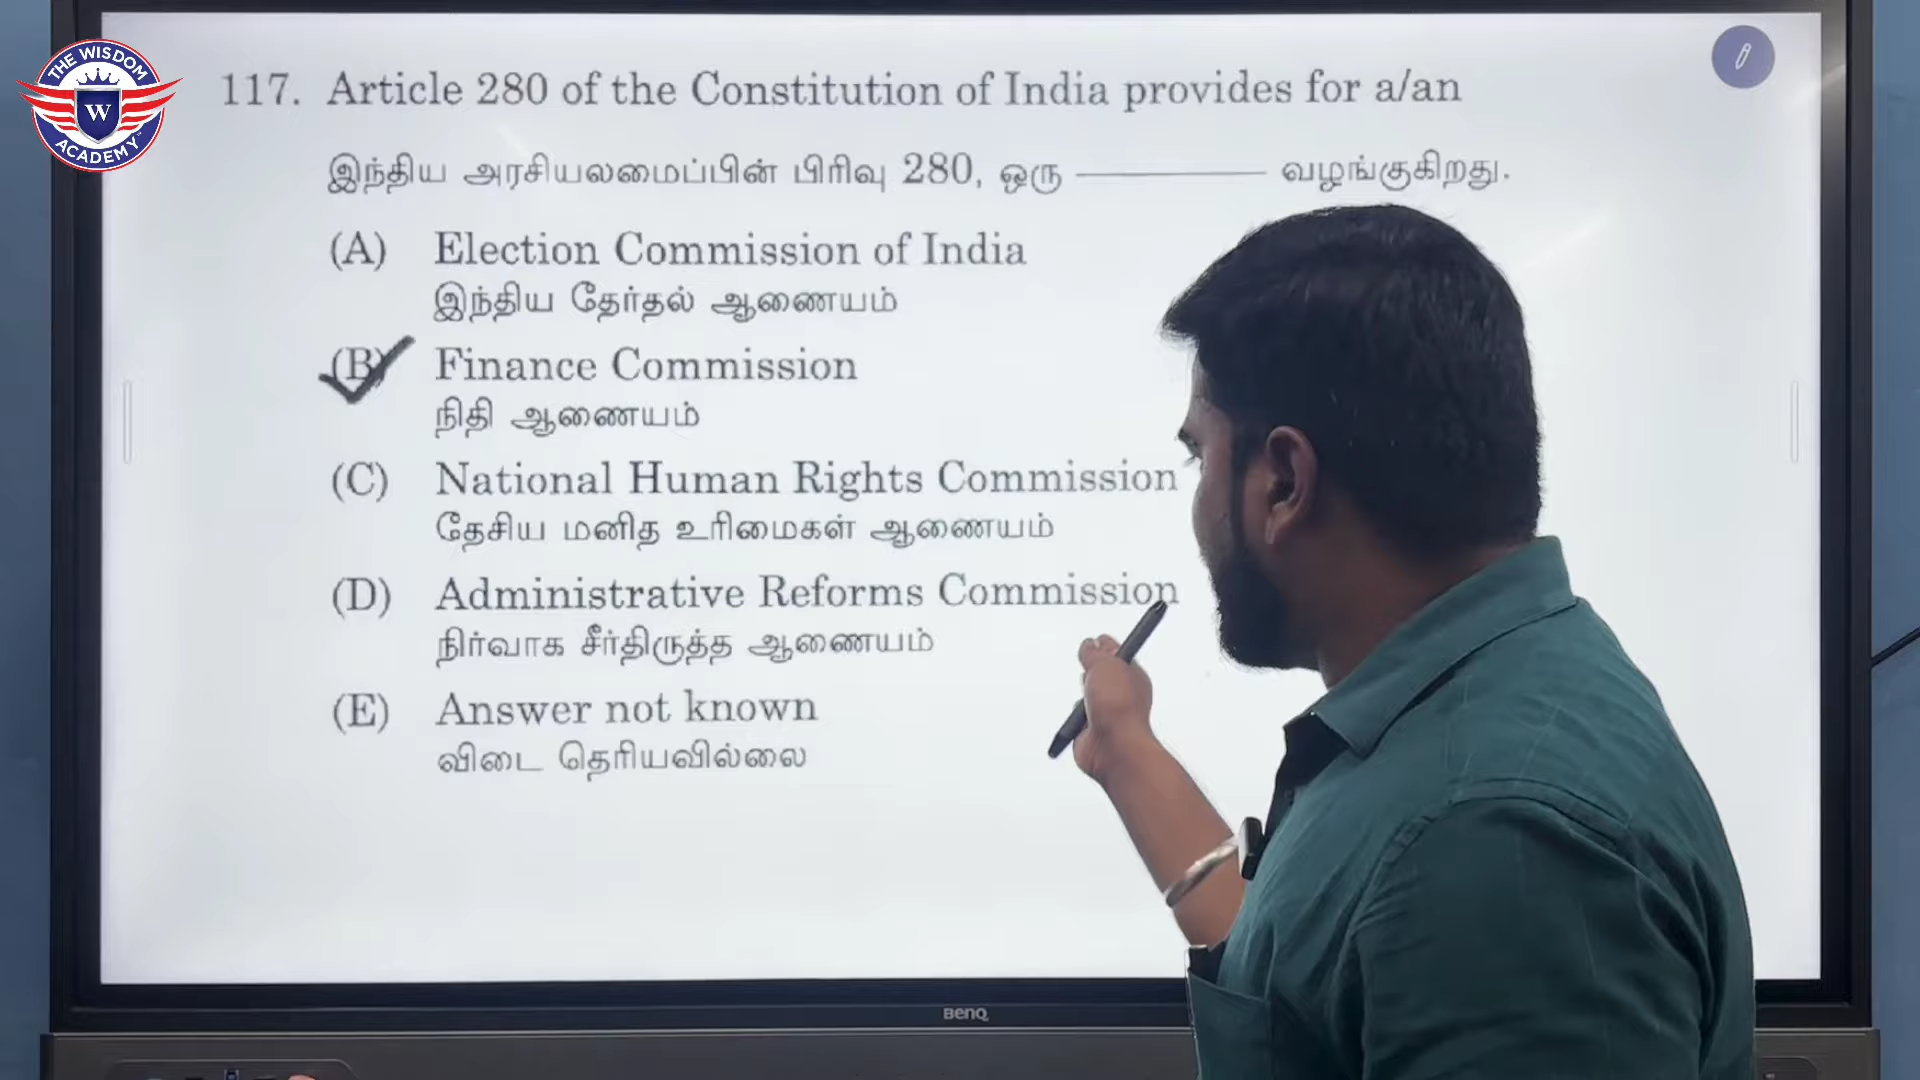 THE WISDOM
W
ACADEMY
117. Article 280 of the Constitution of India provides for a/an
இந்திய அரசியலமைப்பின் பிரிவு 280, ஒரு ———— வழங்குகிறது.
(A) Election Commission of India
இந்திய தேர்தல் ஆணையம்
(B) Finance Commission
நிதி ஆணையம்
(C) National Human Rights Commission
தேசிய மனித உரிமைகள் ஆணையம்
(D) Administrative Reforms Commission
நிர்வாக சீர்திருத்த ஆணையம்
(E) Answer not known
விடை தெரியவில்லை
BenQ